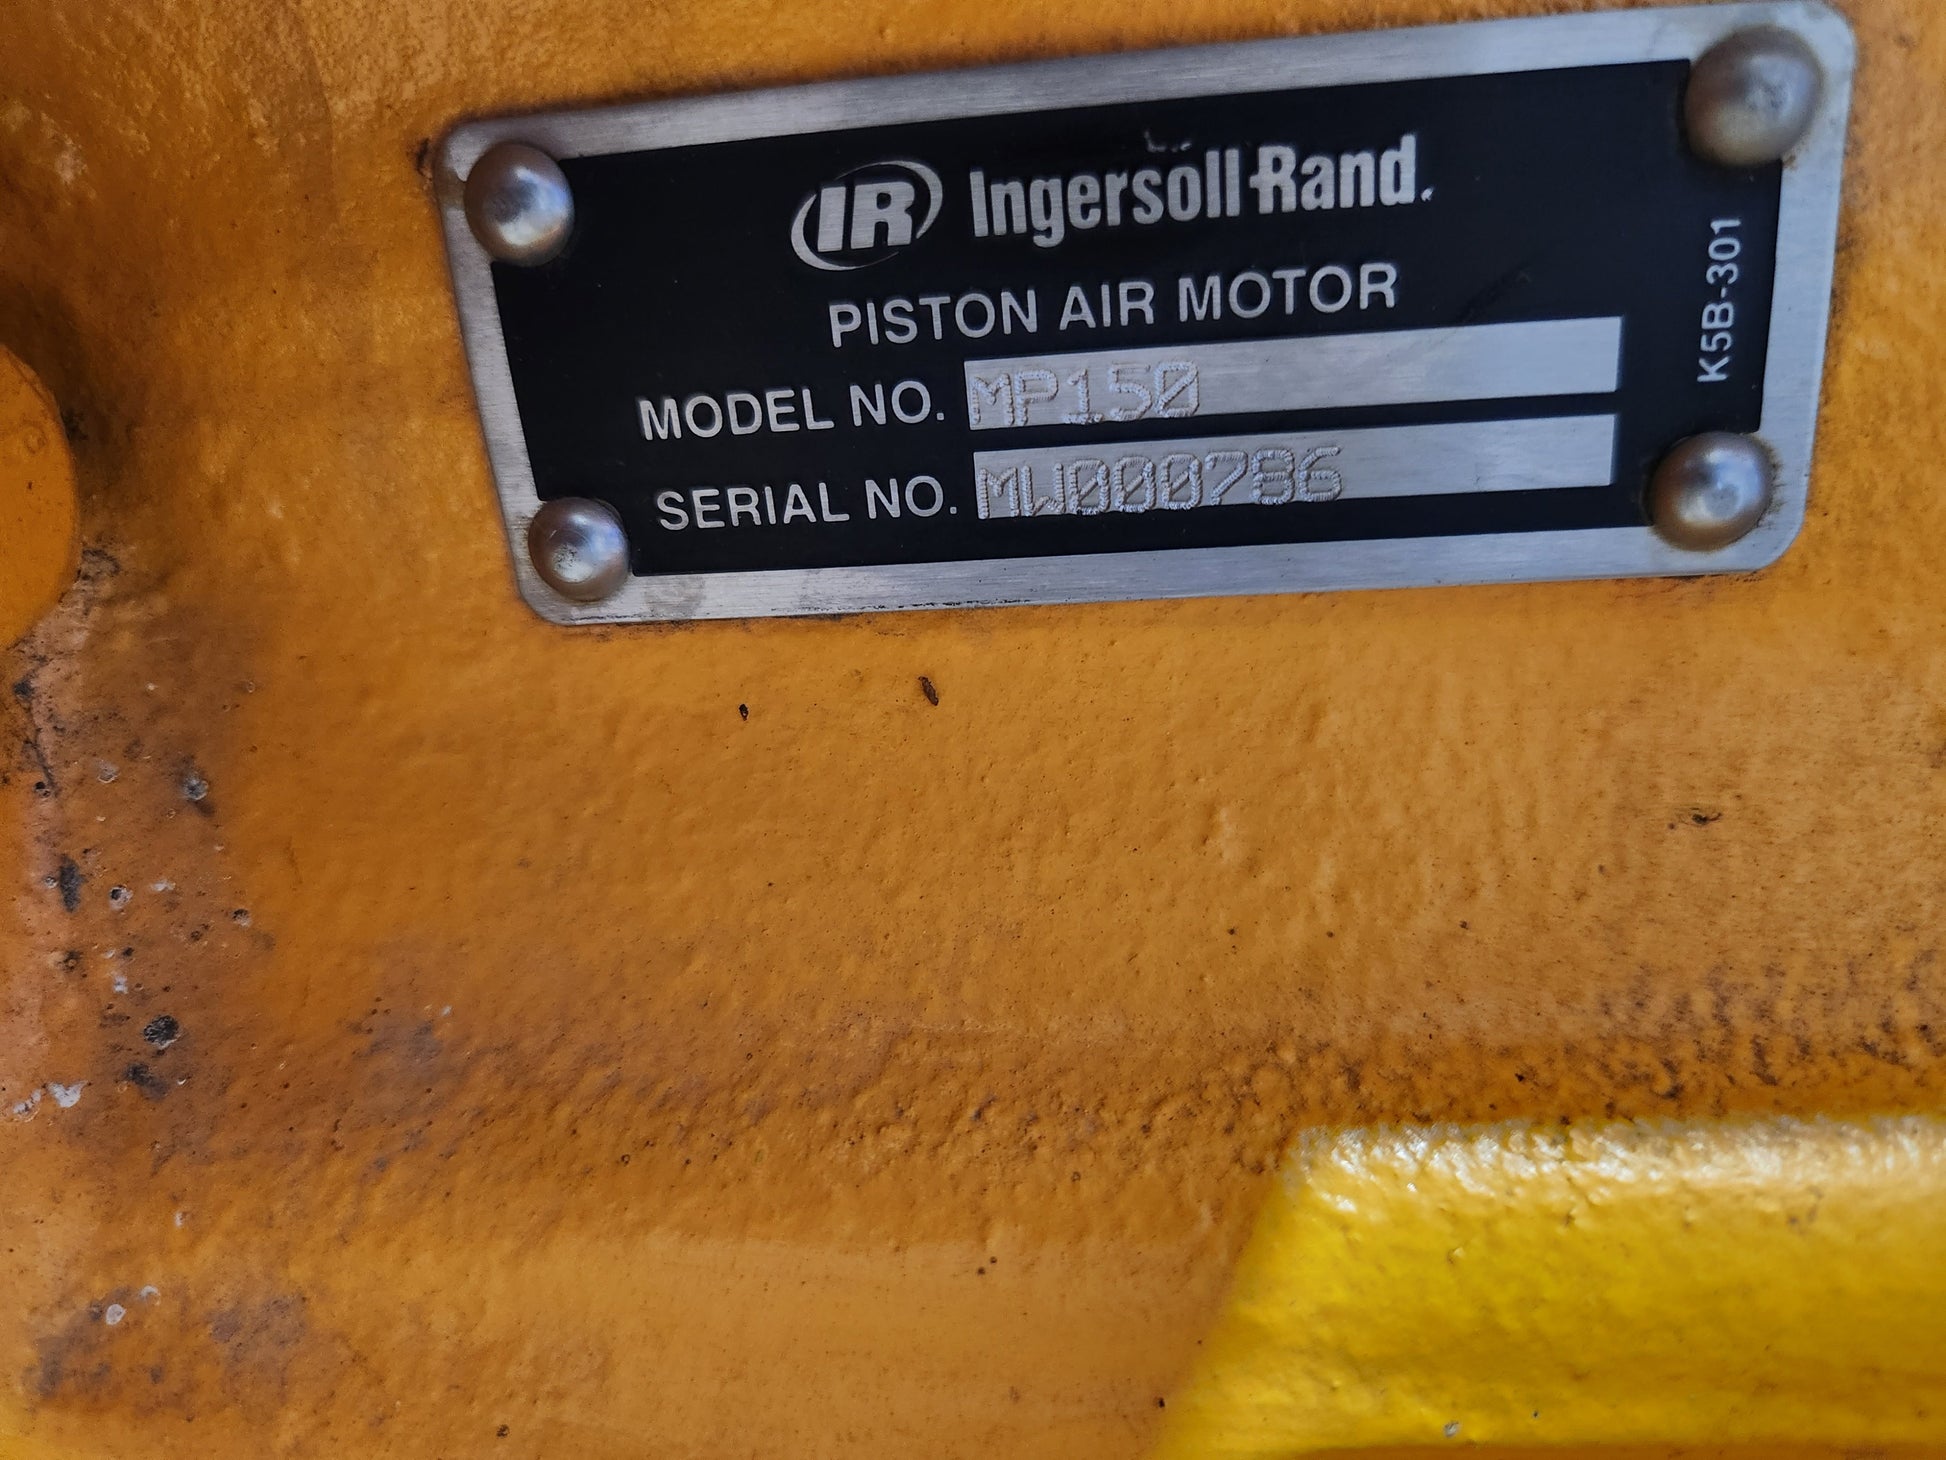 IR Ingersoll-Rand.
PISTON AIR MOTOR
MODEL NO. MP150
SERIAL NO. MW000786
K5B-301